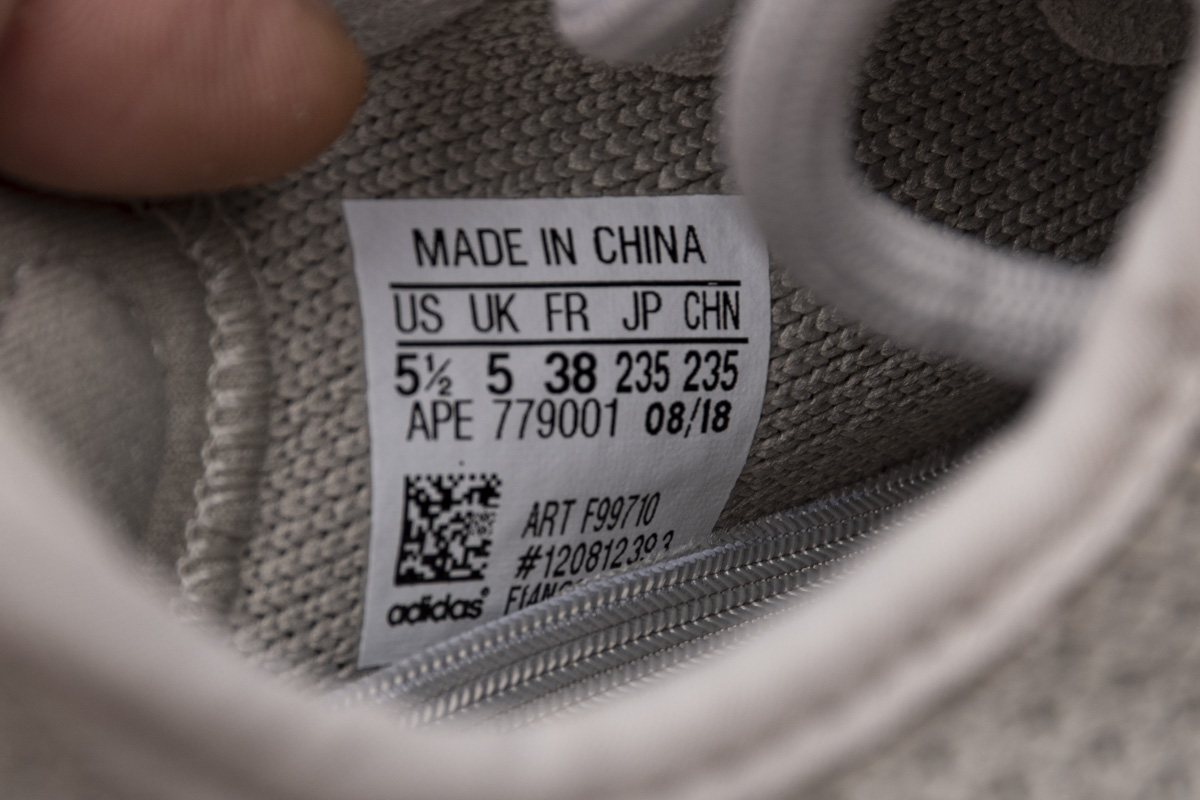 MADE IN CHINA
US UK FR JP CHN
5½ 5 38 235 235
APE 779001 08/18
ART F99710
#120812393
adidas®